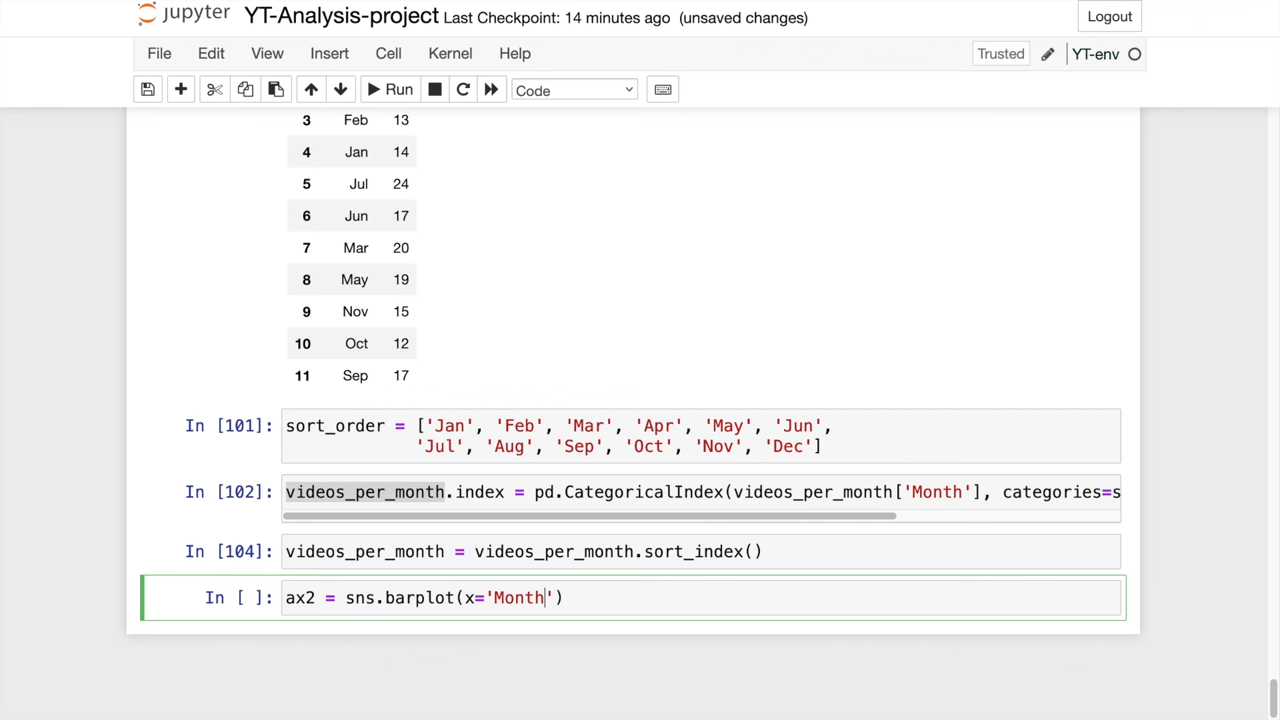 jupyter YT-Analysis-project Last Checkpoint: 14 minutes ago (unsaved changes) Logout
File Edit View Insert Cell Kernel Help Trusted YT-env
Run Code
3 Feb 13
4 Jan 14
5 Jul 24
6 Jun 17
7 Mar 20
8 May 19
9 Nov 15
10 Oct 12
11 Sep 17
In [101]: sort_order = ['Jan', 'Feb', 'Mar', 'Apr', 'May', 'Jun',
'Jul', 'Aug', 'Sep', 'Oct', 'Nov', 'Dec']
In [102]: videos_per_month.index = pd.CategoricalIndex(videos_per_month['Month'], categories=s
In [104]: videos_per_month = videos_per_month.sort_index()
In [ ]: ax2 = sns.barplot(x='Month')